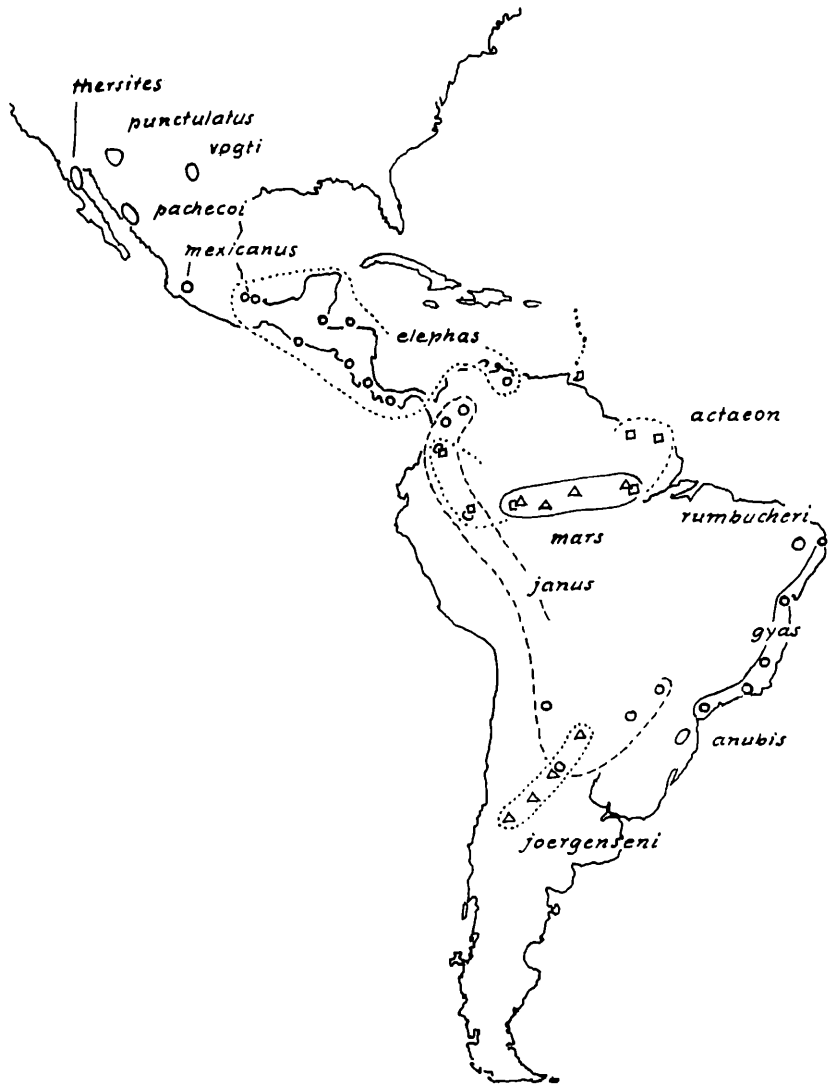 thersites
punctulatus
vogti
pachecoi
mexicanus
elephas
actaeon
rumbucheri
mars
janus
gyas
anubis
joergenseni